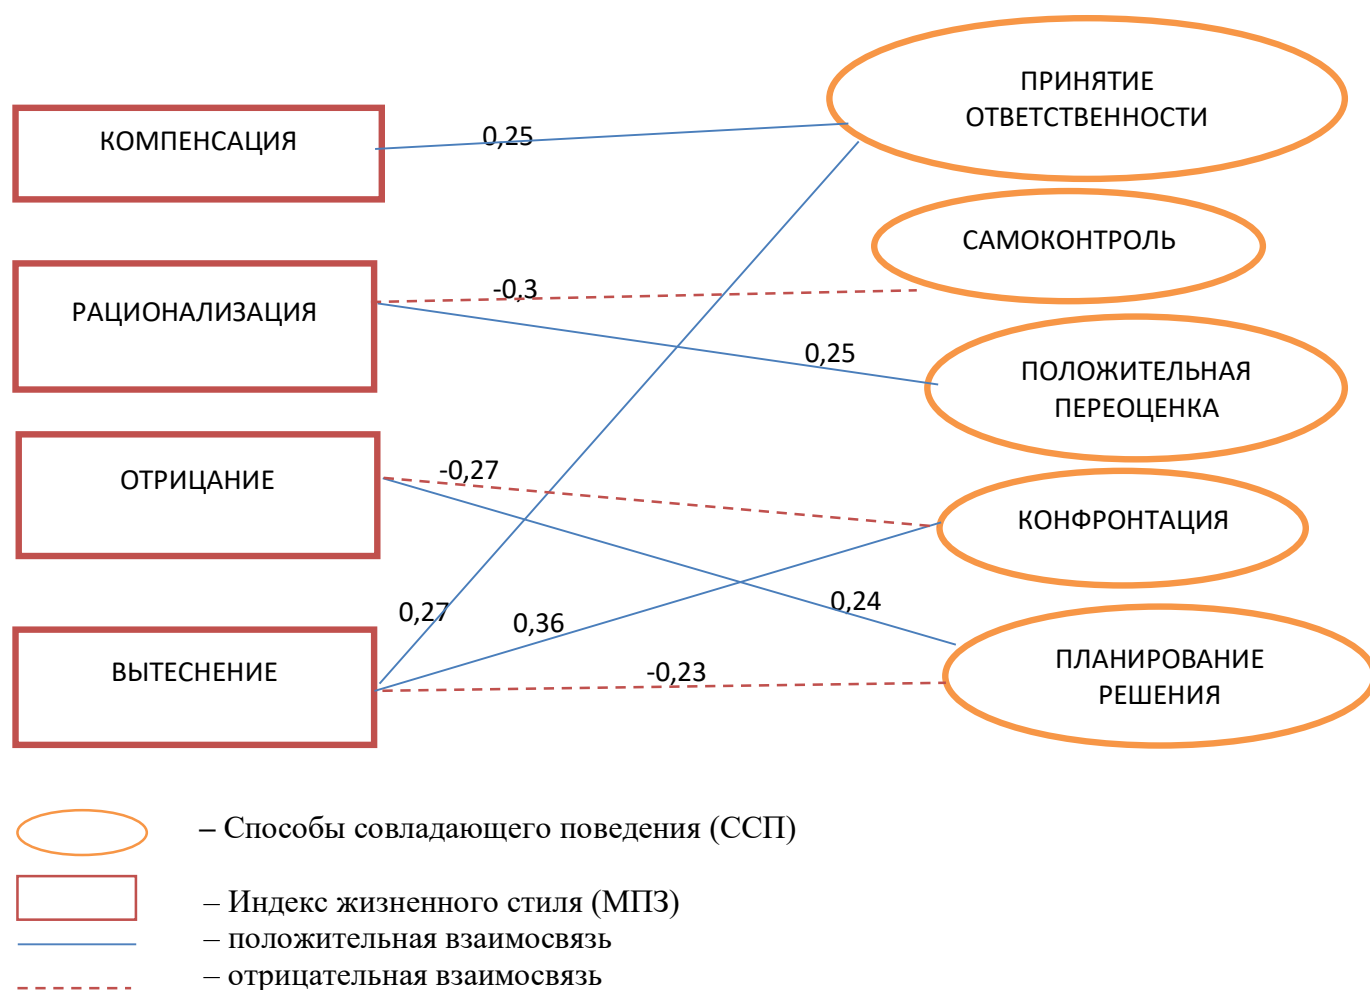 ПРИНЯТИЕ
ОТВЕТСТВЕННОСТИ
КОМПЕНСАЦИЯ
0,25
САМОКОНТРОЛЬ
-0,3
РАЦИОНАЛИЗАЦИЯ
0,25
ПОЛОЖИТЕЛЬНАЯ
ПЕРЕОЦЕНКА
ОТРИЦАНИЕ
-0,27
КОНФРОНТАЦИЯ
0,27
0,36
0,24
ВЫТЕСНЕНИЕ
-0,23
ПЛАНИРОВАНИЕ
РЕШЕНИЯ
– Способы совладающего поведения (ССП)
– Индекс жизненного стиля (МПЗ)
– положительная взаимосвязь
– отрицательная взаимосвязь